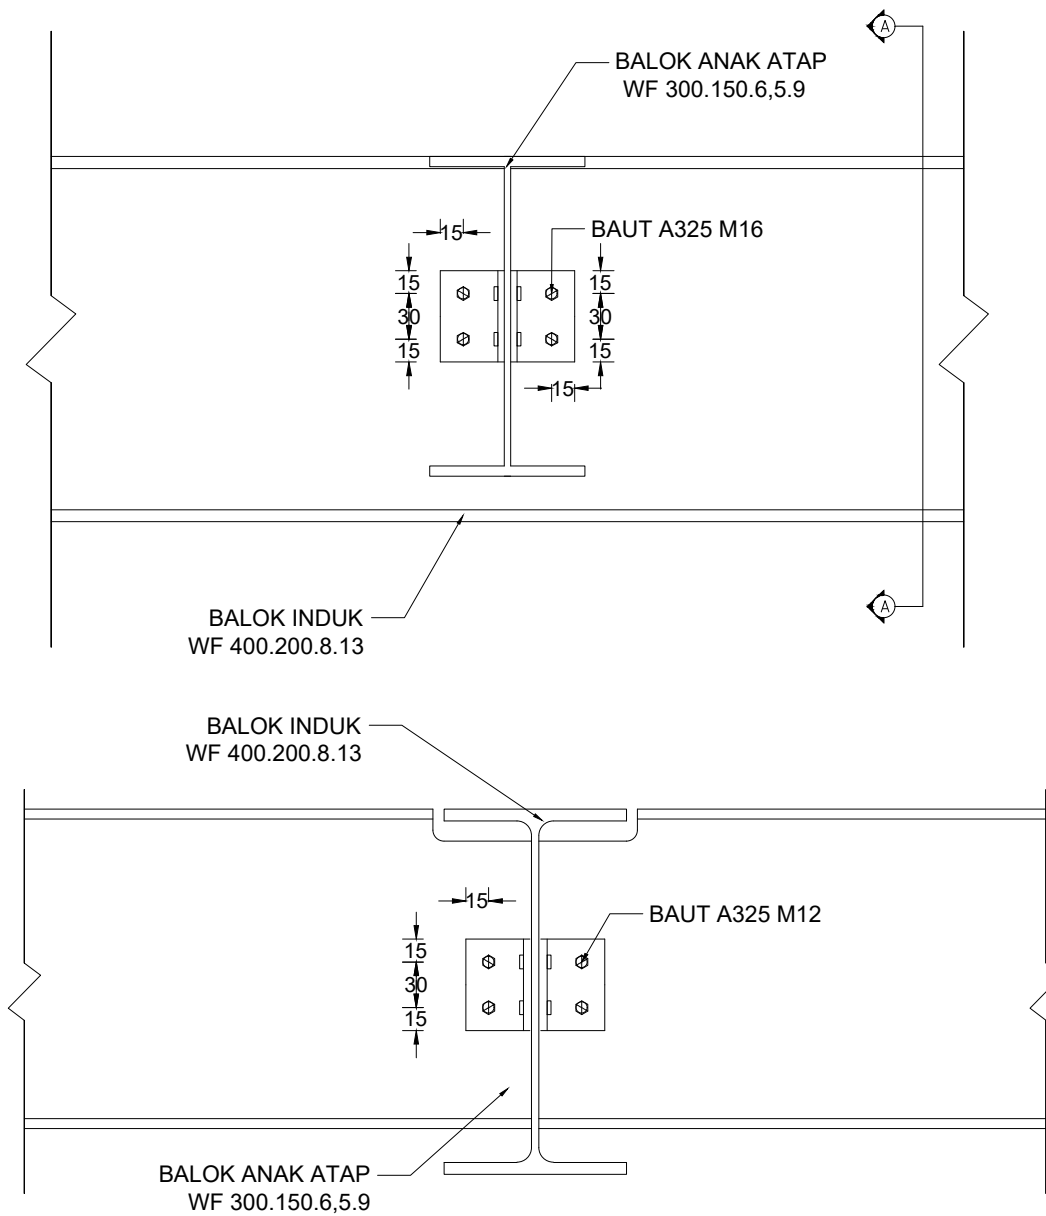 A
BALOK ANAK ATAP
WF 300.150.6,5.9
BAUT A325 M16
15
15
30
15
15
30
15
15
A
BALOK INDUK
WF 400.200.8.13
BALOK INDUK
WF 400.200.8.13
15
BAUT A325 M12
15
30
15
BALOK ANAK ATAP
WF 300.150.6,5.9